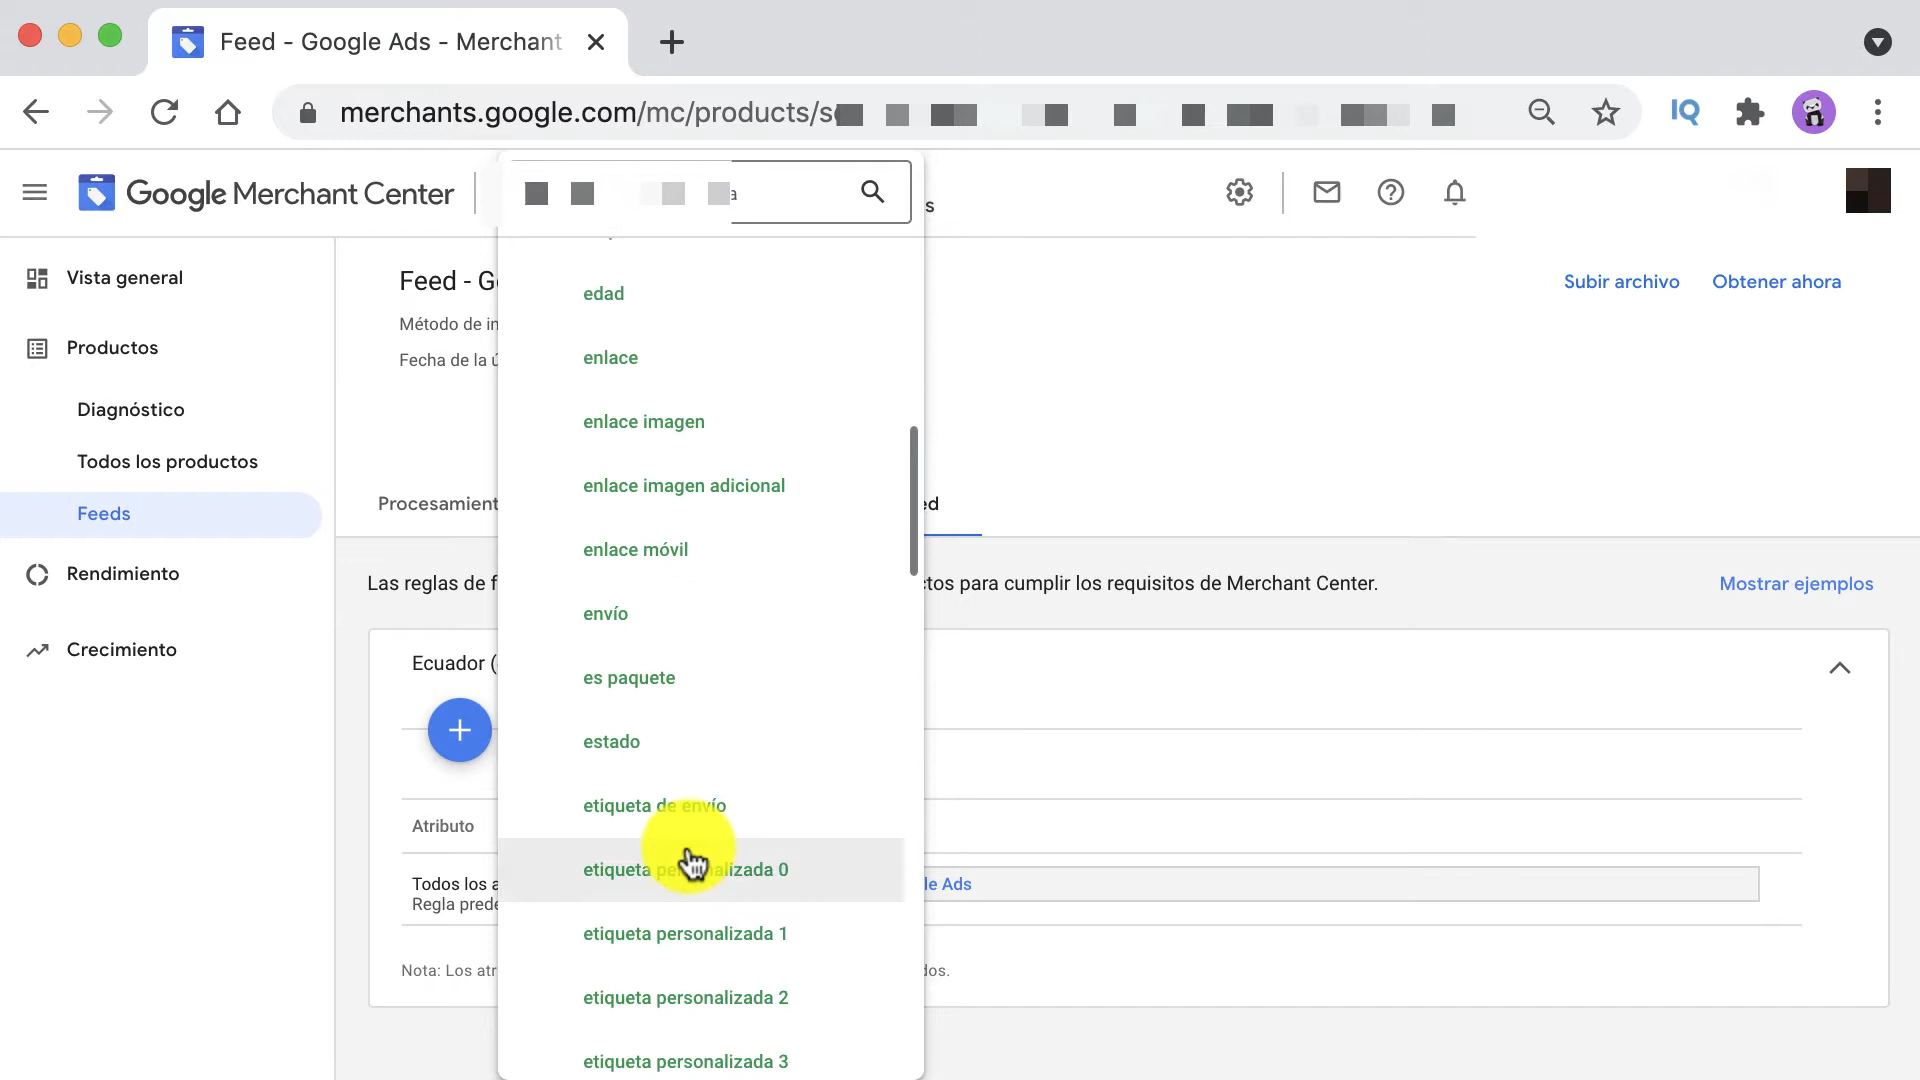 Feed - Google Ads - Merchant
merchants.google.com/mc/products/s
IQ
Google Merchant Center
a
s
Vista general
Productos
Diagnóstico
Todos los productos
Feeds
Rendimiento
Crecimiento
Feed - G
Subir archivo
Obtener ahora
Método de in
Fecha de la ú
Procesamient
ed
Las reglas de f
ctos para cumplir los requisitos de Merchant Center.
Mostrar ejemplos
Ecuador (
Atributo
Todos los a
Regla prede
le Ads
Nota: Los atr
dos.
edad
enlace
enlace imagen
enlace imagen adicional
enlace móvil
envío
es paquete
estado
etiqueta de envío
etiqueta personalizada 0
etiqueta personalizada 1
etiqueta personalizada 2
etiqueta personalizada 3